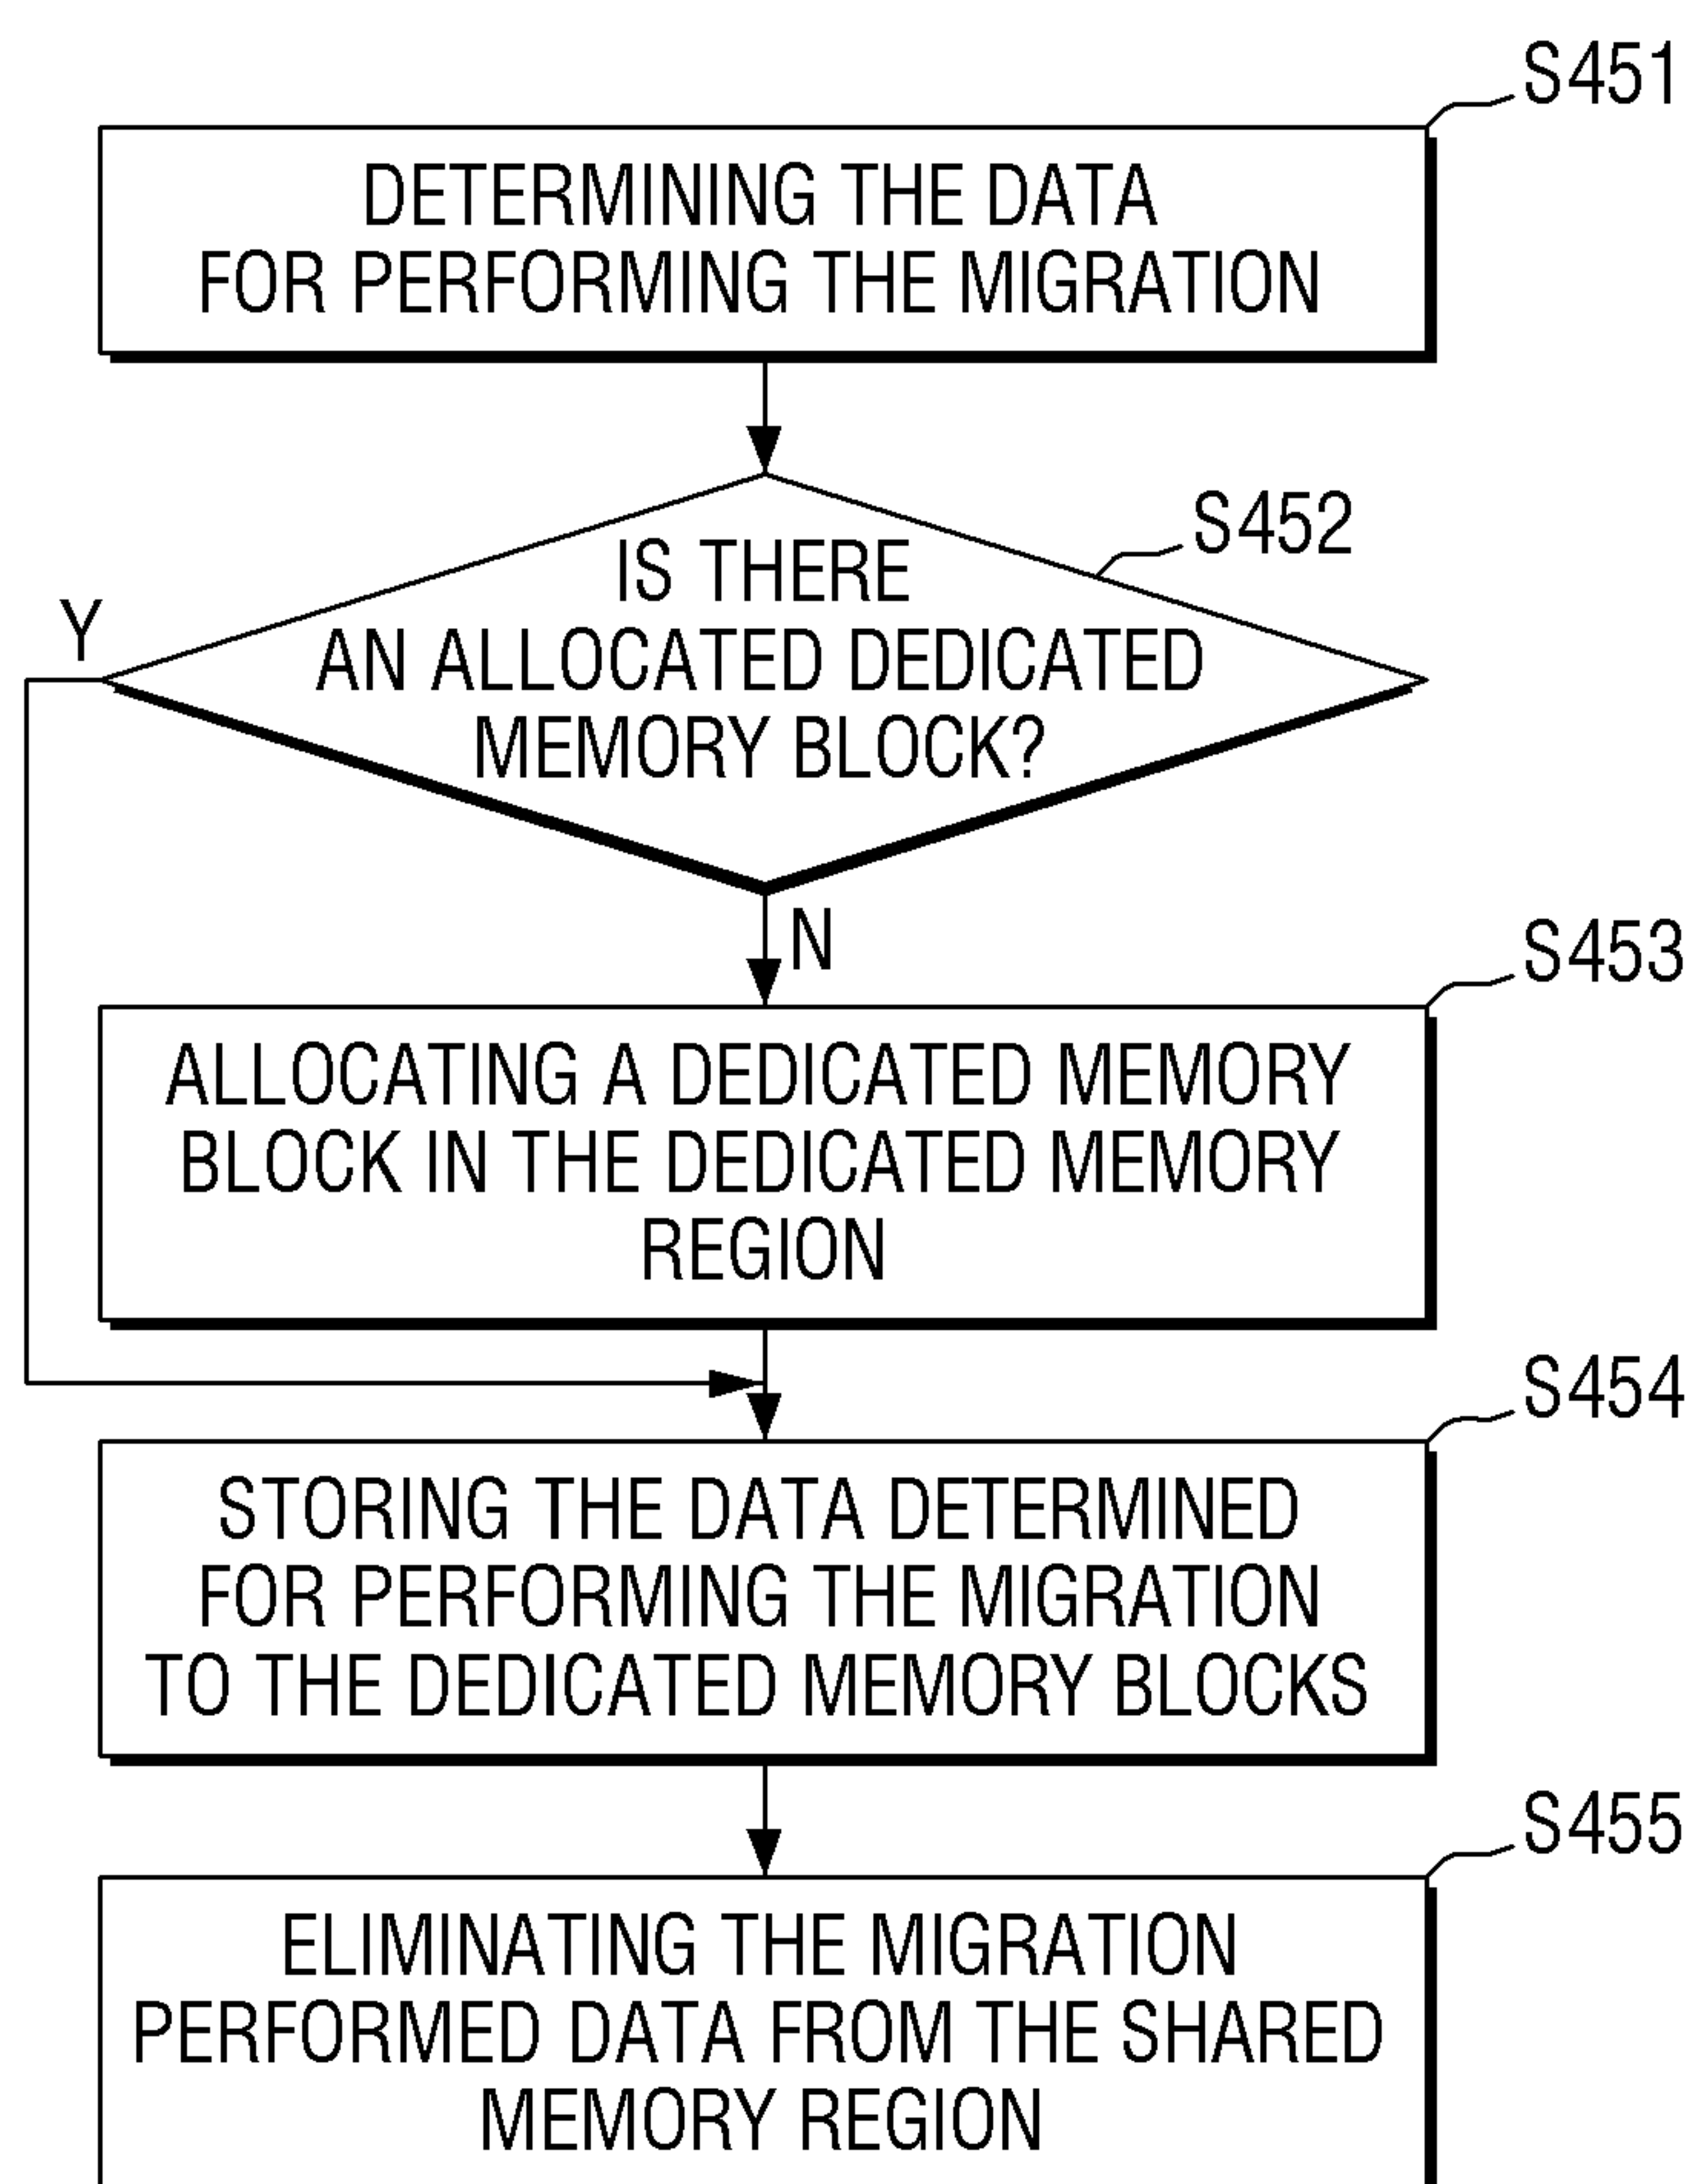 S451
DETERMINING THE DATA
FOR PERFORMING THE MIGRATION
S452
IS THERE
AN ALLOCATED DEDICATED
MEMORY BLOCK?
Y
N
S453
ALLOCATING A DEDICATED MEMORY
BLOCK IN THE DEDICATED MEMORY
REGION
S454
STORING THE DATA DETERMINED
FOR PERFORMING THE MIGRATION
TO THE DEDICATED MEMORY BLOCKS
S455
ELIMINATING THE MIGRATION
PERFORMED DATA FROM THE SHARED
MEMORY REGION